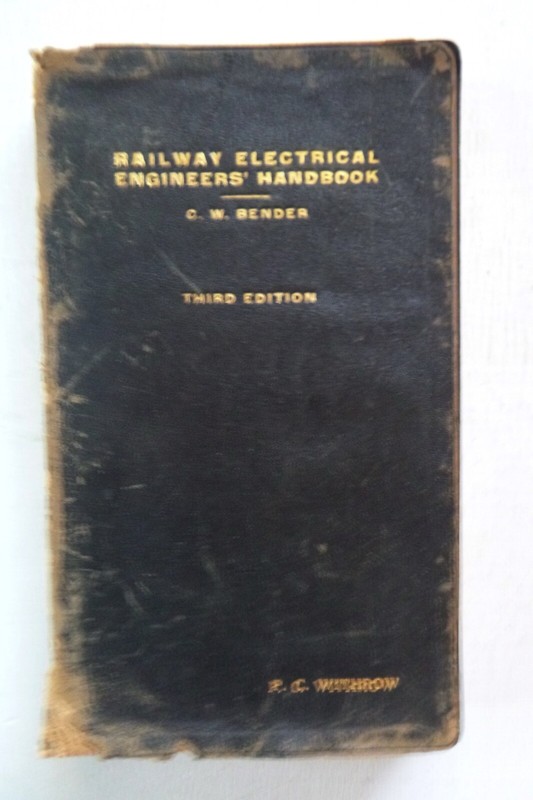 RAILWAY ELECTRICAL
ENGINEERS' HANDBOOK
C. W. BENDER
THIRD EDITION
P. C. WITHROW